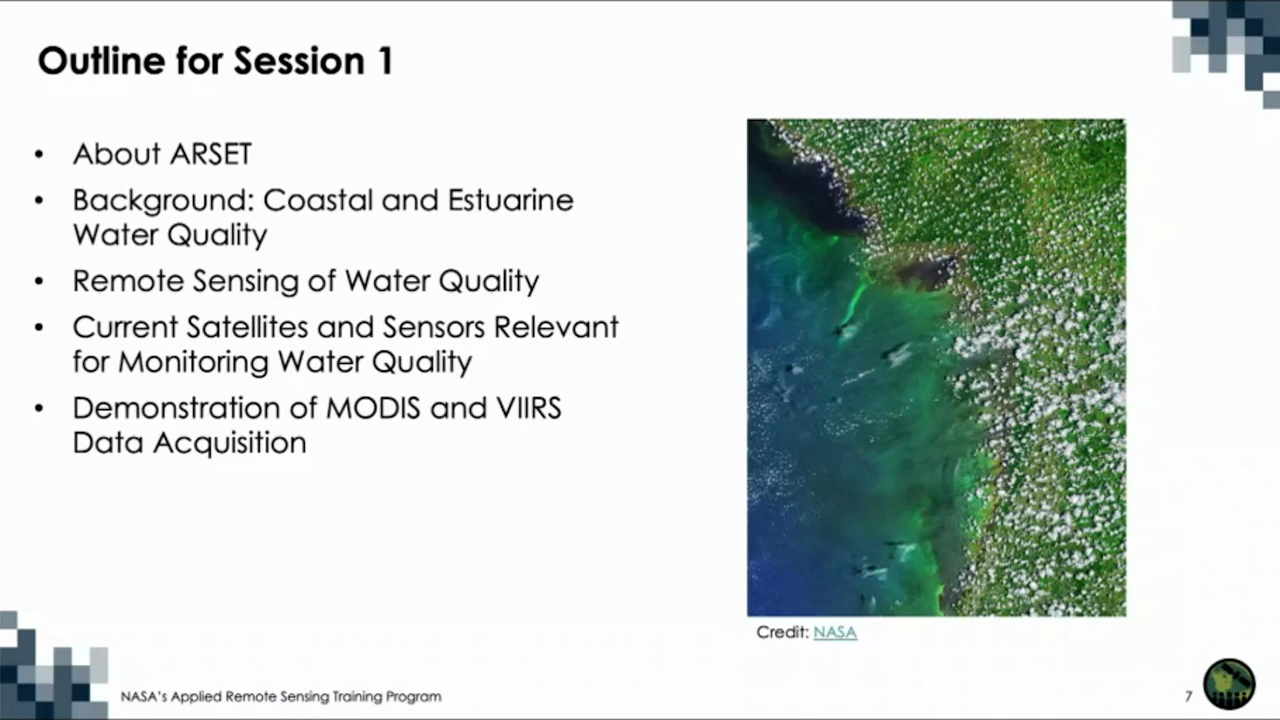 Outline for Session 1
• About ARSET
• Background: Coastal and Estuarine
Water Quality
• Remote Sensing of Water Quality
• Current Satellites and Sensors Relevant
for Monitoring Water Quality
• Demonstration of MODIS and VIIRS
Data Acquisition
Credit: NASA
NASA's Applied Remote Sensing Training Program
7